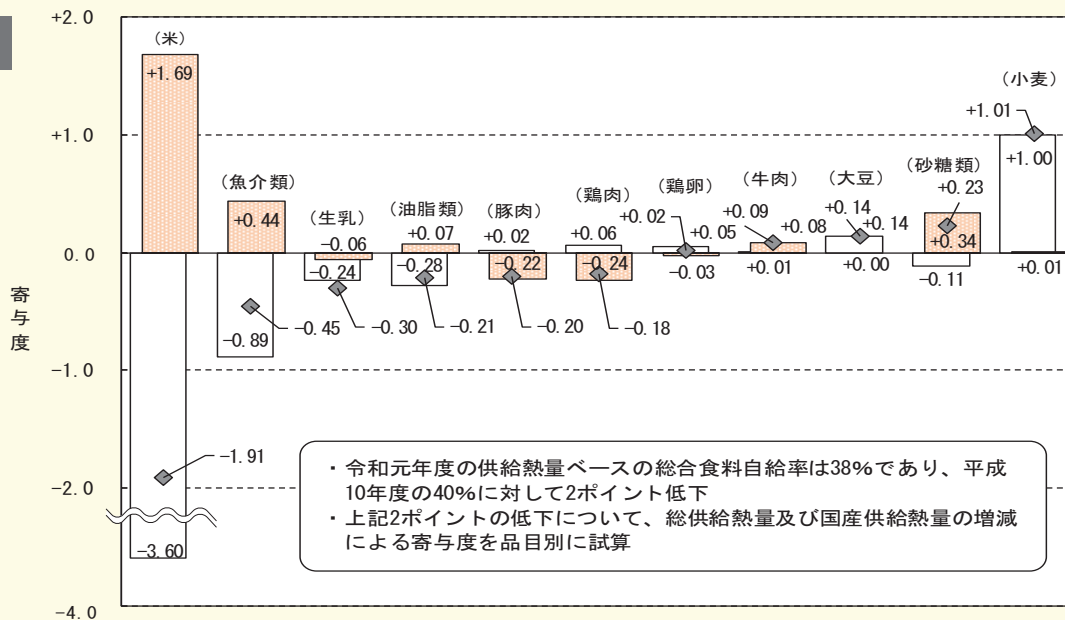 +2.0
+1.0
0.0
-1.0
-2.0
-4.0
寄与度
（米）
+1.69
-1.91
-3.60
（魚介類）
+0.44
-0.45
-0.89
（生乳）
-0.06
-0.24
-0.30
（油脂類）
+0.07
-0.28
-0.21
（豚肉）
+0.02
-0.22
-0.20
（鶏肉）
+0.06
-0.24
-0.18
（鶏卵）
+0.02
+0.05
-0.03
（牛肉）
+0.09
+0.08
+0.01
（大豆）
+0.14
+0.14
+0.00
（砂糖類）
+0.23
+0.34
-0.11
（小麦）
+1.01
+1.00
+0.01
・令和元年度の供給熱量ベースの総合食料自給率は38%であり、平成
10年度の40%に対して2ポイント低下
・上記2ポイントの低下について、総供給熱量及び国産供給熱量の増減
による寄与度を品目別に試算